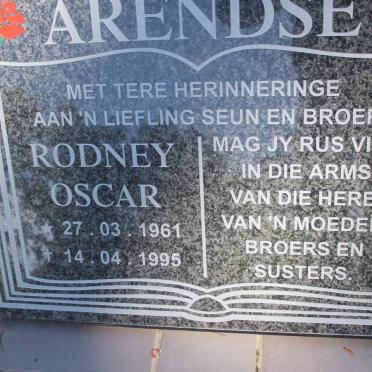 ARENDSE
MET TERE HERINNERINGE
AAN 'N LIEFLING SEUN EN BROER
RODNEY
OSCAR
★ 27 . 03 . 1961
✝ 14 . 04 . 1995
MAG JY RUS
IN DIE ARMS
VAN DIE HERE
VAN 'N MOEDER
BROERS EN
SUSTERS.